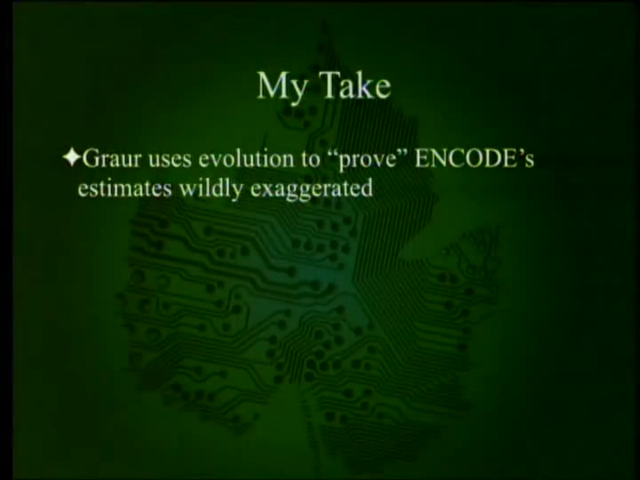 My Take
✦Graur uses evolution to “prove” ENCODE’s
estimates wildly exaggerated